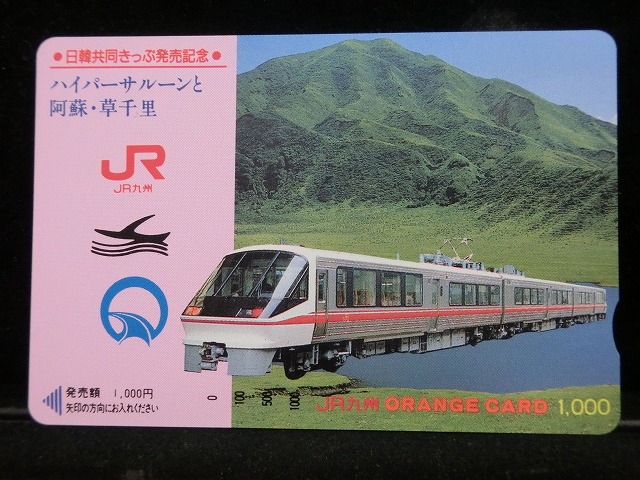 ●日韓共同きっぷ発売記念●
ハイパーサルーンと
阿蘇・草千里
JR
JR九州
発売額 1,000円
矢印の方向にお入れください
0 100 500 1000
JR九州 ORANGE CARD 1,000